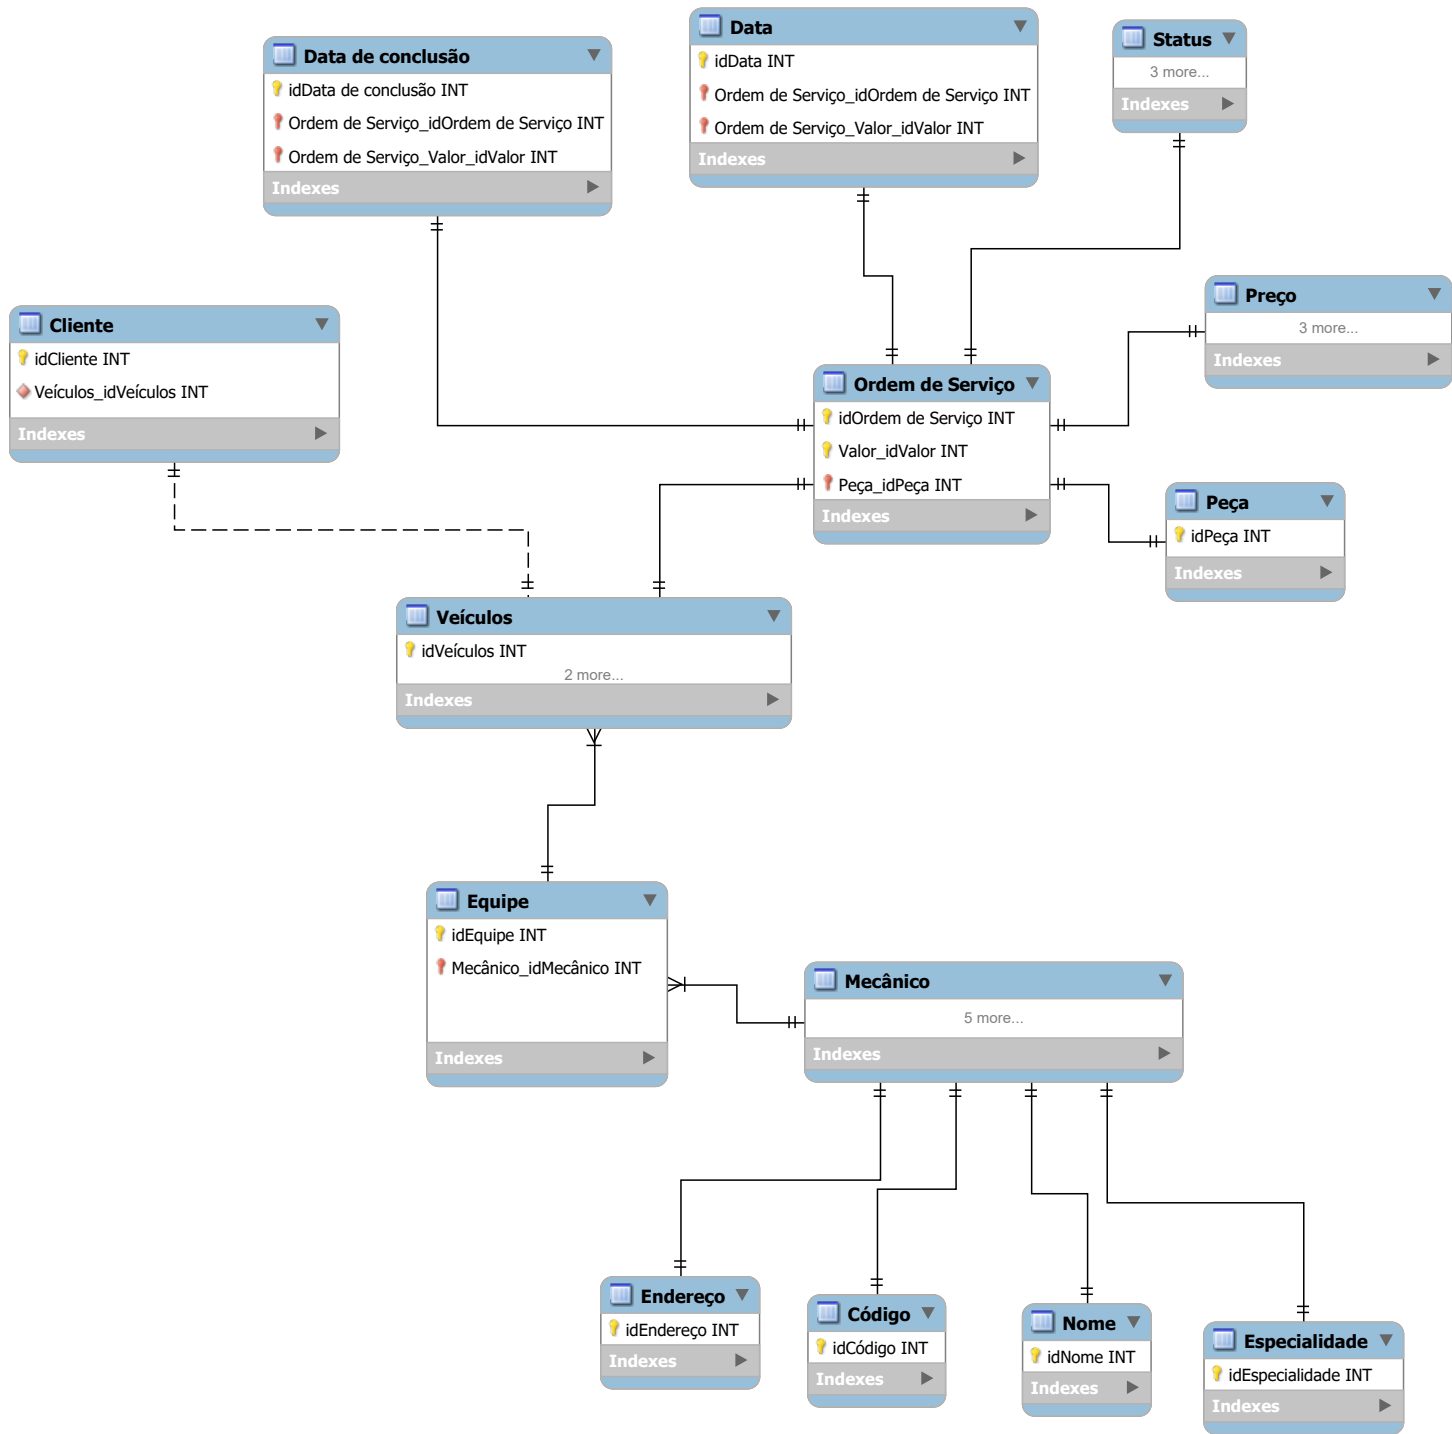 Data de conclusão
idData de conclusão INT
Ordem de Serviço_idOrdem de Serviço INT
Ordem de Serviço_Valor_idValor INT
Indexes
Data
idData INT
Ordem de Serviço_idOrdem de Serviço INT
Ordem de Serviço_Valor_idValor INT
Indexes
Status
3 more...
Indexes
Cliente
idCliente INT
Veículos_idVeículos INT
Indexes
Preço
3 more...
Indexes
Ordem de Serviço
idOrdem de Serviço INT
Valor_idValor INT
Peça_idPeça INT
Indexes
Peça
idPeça INT
Indexes
Veículos
idVeículos INT
2 more...
Indexes
Equipe
idEquipe INT
Mecânico_idMecânico INT
Indexes
Mecânico
5 more...
Indexes
Endereço
idEndereço INT
Indexes
Código
idCódigo INT
Indexes
Nome
idNome INT
Indexes
Especialidade
idEspecialidade INT
Indexes